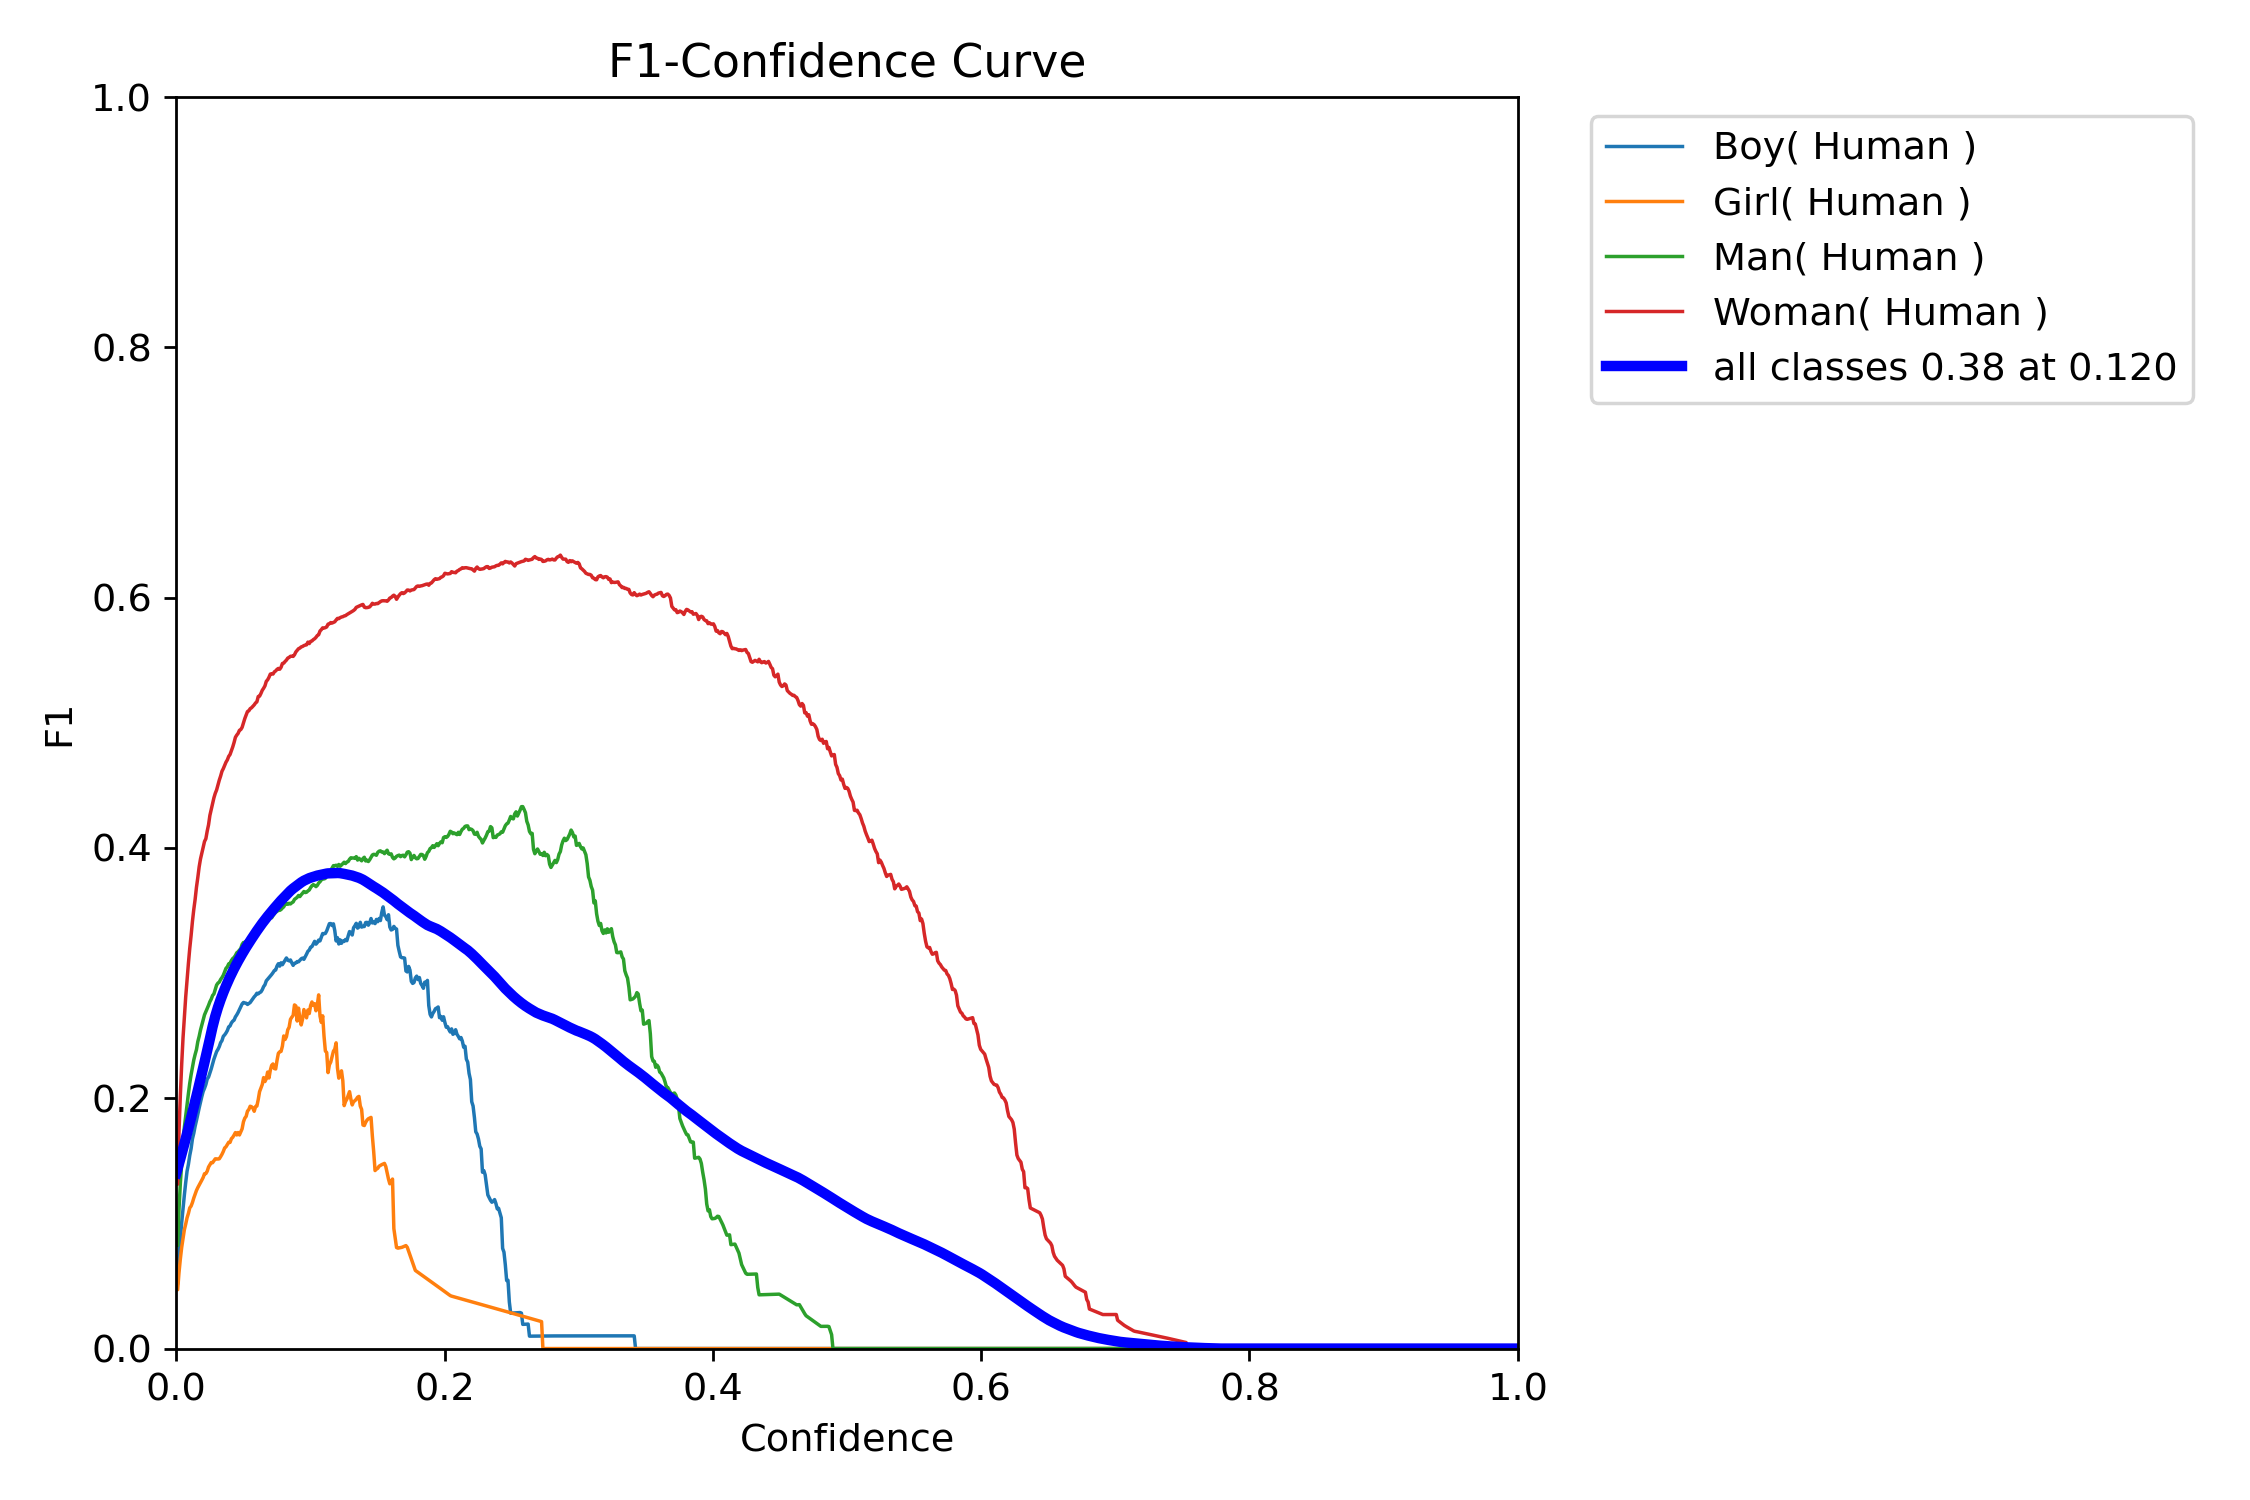 F1-Confidence Curve
1.0
0.8
0.6
0.4
0.2
0.0
F1
0.0 0.2 0.4 0.6 0.8 1.0
Confidence
Boy( Human )
Girl( Human )
Man( Human )
Woman( Human )
all classes 0.38 at 0.120